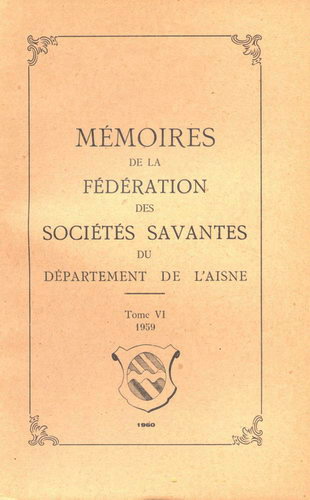 MÉMOIRES
DE LA
FÉDÉRATION
DES
SOCIÉTÉS SAVANTES
DU
DÉPARTEMENT DE L'AISNE
Tome VI
1959
1960